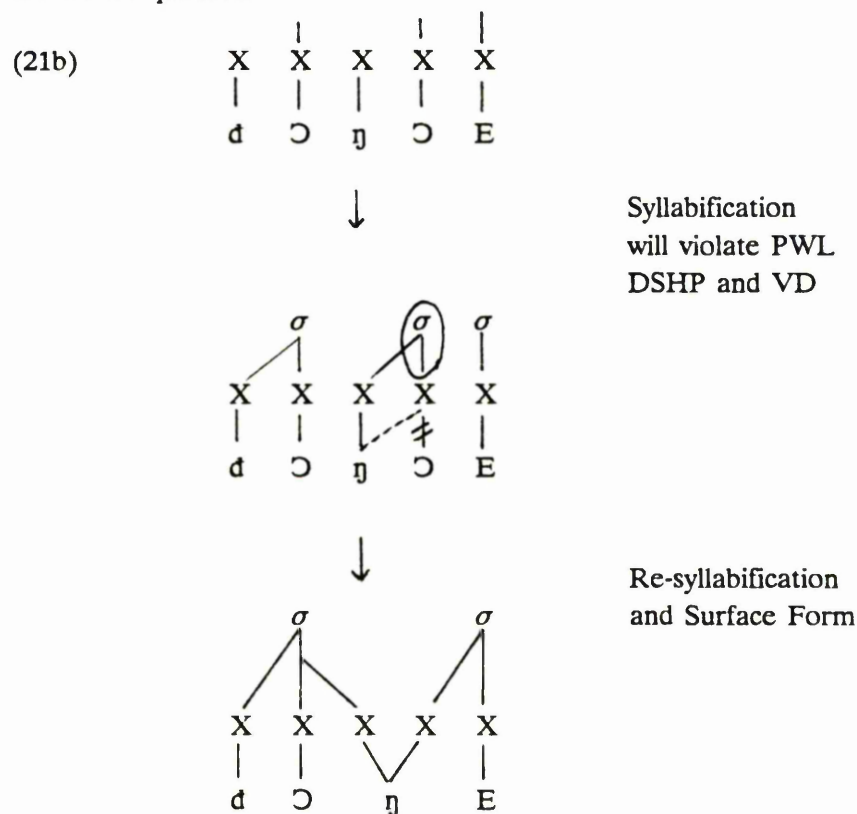 (21b) X X X X X
đ Ɔ ŋ Ɔ E
Syllabification
will violate PWL
DSHP and VD
σ σ σ
X X X X X
đ Ɔ ŋ Ɔ E
Re-syllabification
and Surface Form
σ σ
X X X X X
đ Ɔ ŋ E